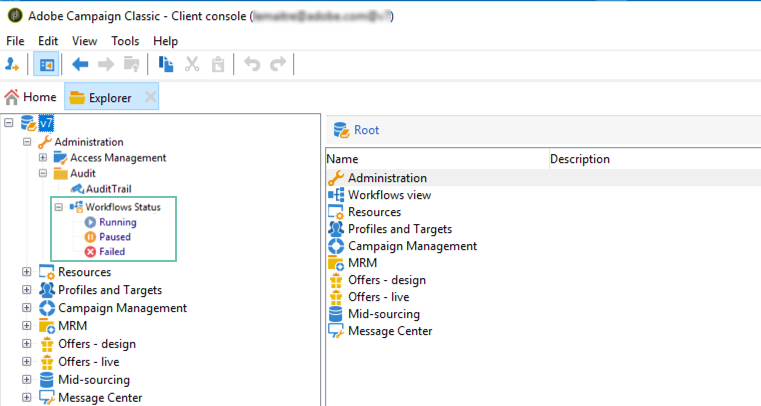 Adobe Campaign Classic - Client console (
File Edit View Tools Help
Home Explorer
v7
Administration
Access Management
Audit
AuditTrail
Workflows Status
Running
Paused
Failed
Resources
Profiles and Targets
Campaign Management
MRM
Offers - design
Offers - live
Mid-sourcing
Message Center
Root
Name Description
Administration
Workflows view
Resources
Profiles and Targets
Campaign Management
MRM
Offers - design
Offers - live
Mid-sourcing
Message Center